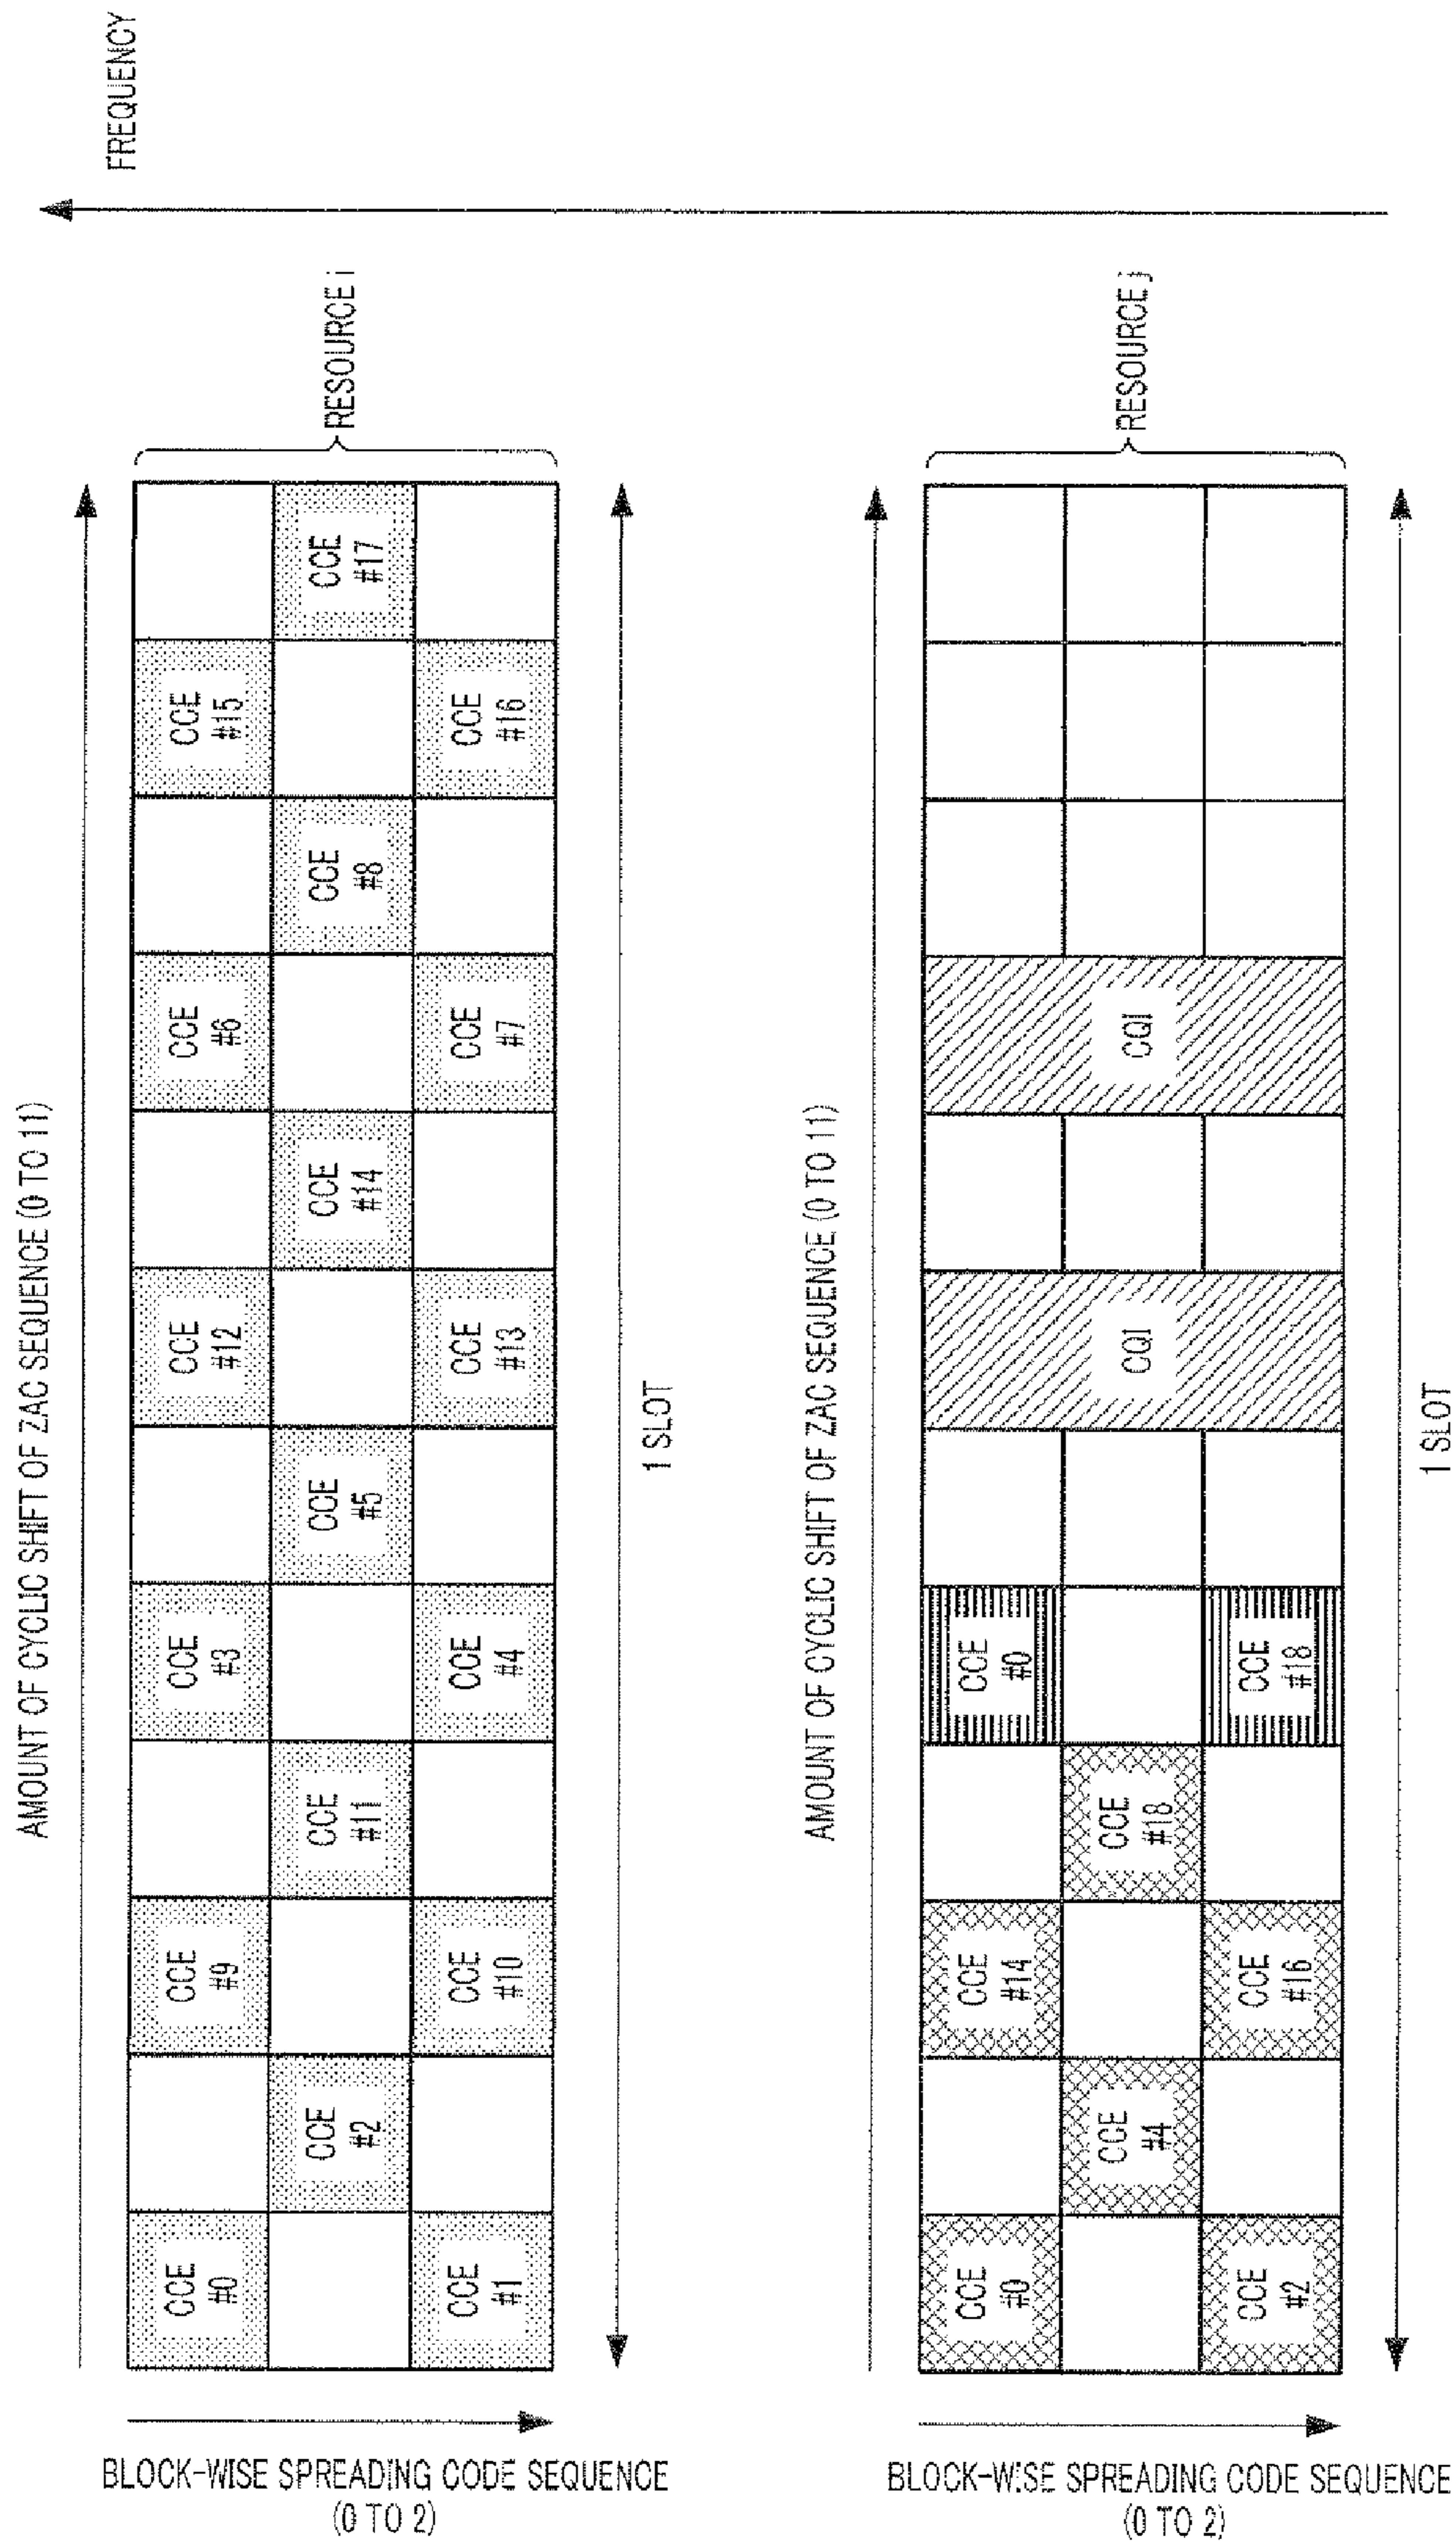 AMOUNT OF CYCLIC SHIFT OF ZAC SEQUENCE (0 TO 11)
BLOCK-WISE SPREADING CODE SEQUENCE
(0 TO 2)
CCE
#0
CCE
#9
CCE
#3
CCE
#12
CCE
#6
CCE
#15
CCE
#2
CCE
#11
CCE
#5
CCE
#14
CCE
#8
CCE
#17
CCE
#1
CCE
#10
CCE
#4
CCE
#13
CCE
#7
CCE
#16
RESOURCE i
1 SLOT
AMOUNT OF CYCLIC SHIFT OF ZAC SEQUENCE (0 TO 11)
BLOCK-WISE SPREADING CODE SEQUENCE
(0 TO 2)
CCE
#0
CCE
#14
CCE
#0
CCE
#4
CCE
#18
CQI
CQI
CCE
#2
CCE
#16
CCE
#18
RESOURCE j
1 SLOT
FREQUENCY